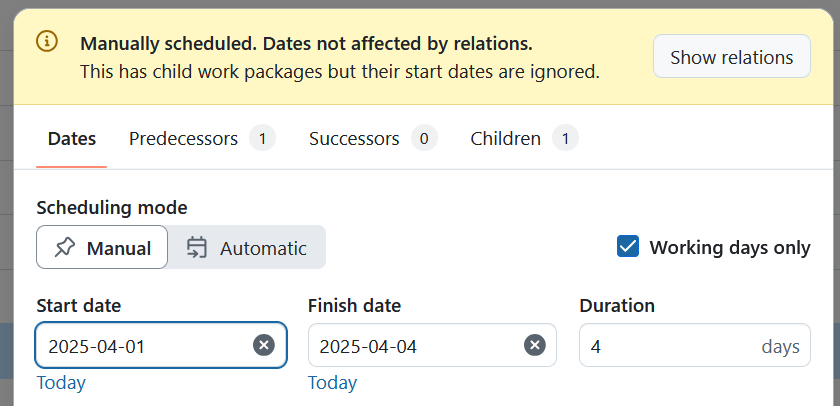 Manually scheduled. Dates not affected by relations.
This has child work packages but their start dates are ignored.
Show relations
Dates
Predecessors 1
Successors 0
Children 1
Scheduling mode
Manual
Automatic
Working days only
Start date
Finish date
Duration
2025-04-01
2025-04-04
4 days
Today
Today